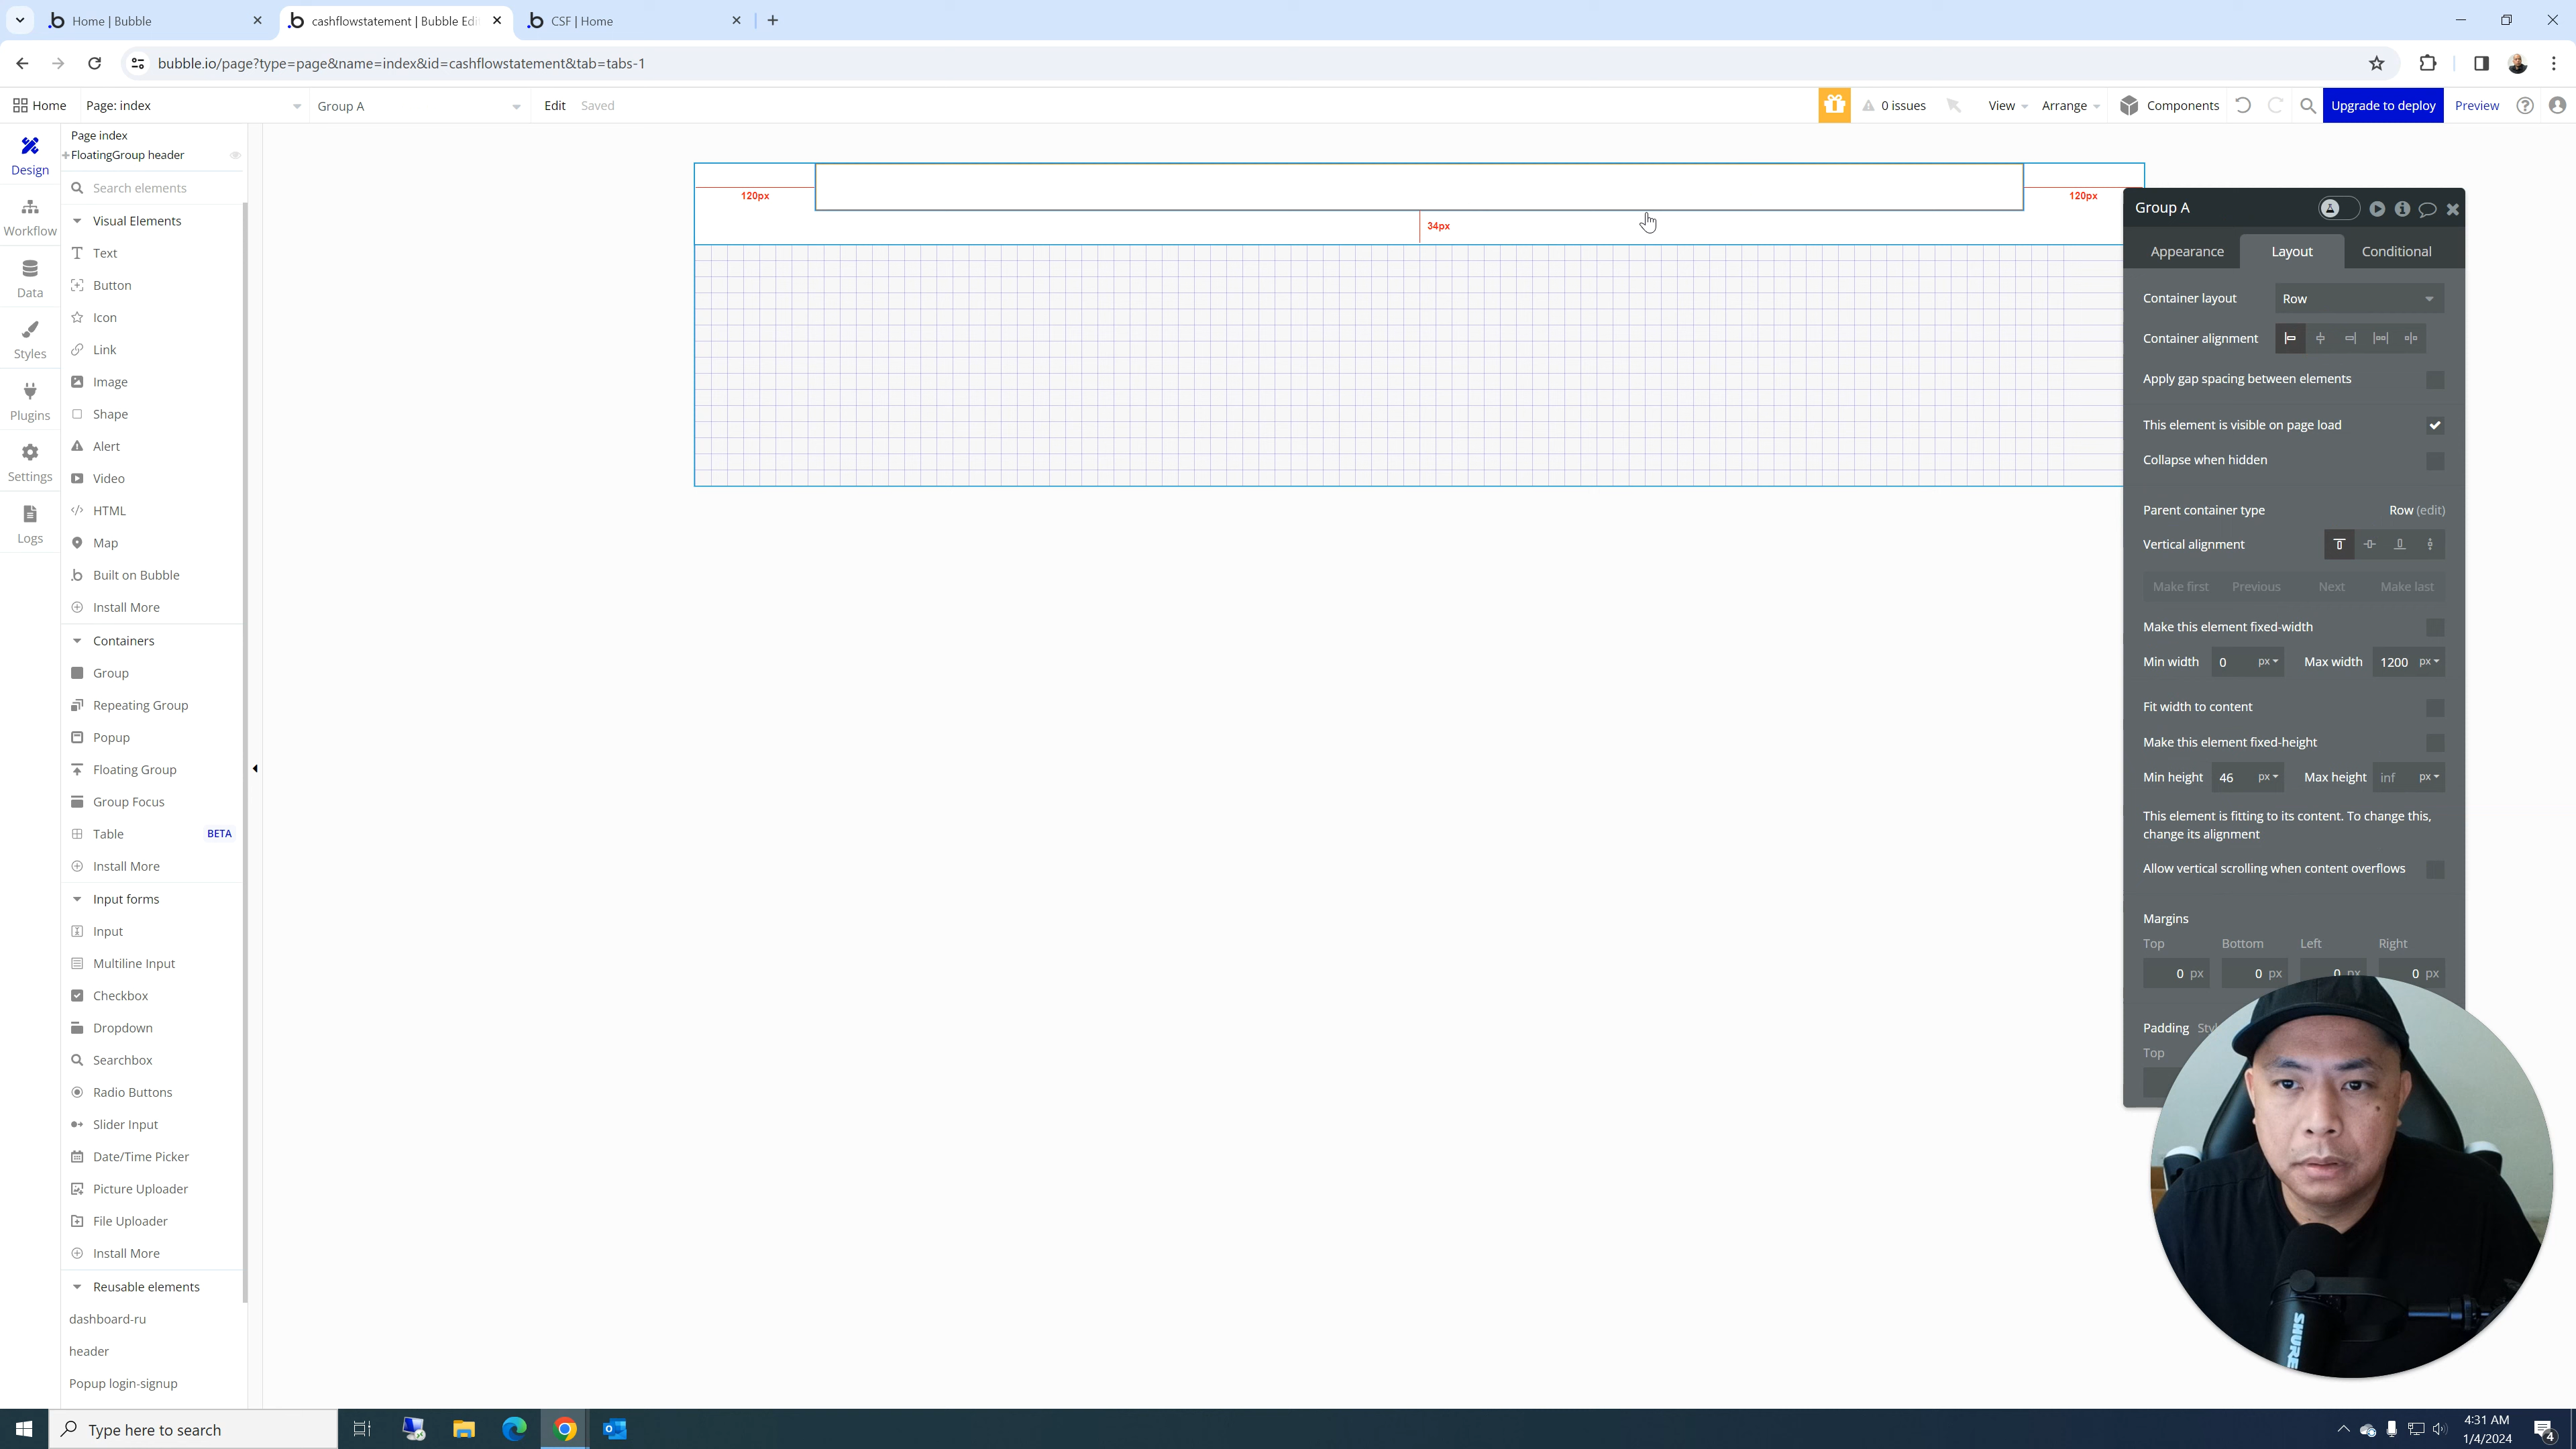 Home | Bubble
cashflowstatement | Bubble Edi
CSF | Home
bubble.io/page?type=page&name=index&id=cashflowstatement&tab=tabs-1
Home
Page: index
Group A
Edit
Saved
0 issues
View
Arrange
Components
Upgrade to deploy
Preview
Design
Workflow
Data
Styles
Plugins
Settings
Logs
Page index
+FloatingGroup header
Search elements
Visual Elements
Text
Button
Icon
Link
Image
Shape
Alert
Video
HTML
Map
Built on Bubble
Install More
Containers
Group
Repeating Group
Popup
Floating Group
Group Focus
Table BETA
Install More
Input forms
Input
Multiline Input
Checkbox
Dropdown
Searchbox
Radio Buttons
Slider Input
Date/Time Picker
Picture Uploader
File Uploader
Install More
Reusable elements
dashboard-ru
header
Popup login-signup
120px
34px
120px
Group A
Appearance Layout Conditional
Container layout Row
Container alignment
Apply gap spacing between elements
This element is visible on page load
Collapse when hidden
Parent container type Row (edit)
Vertical alignment
Make first Previous Next Make last
Make this element fixed-width
Min width 0 px Max width 1200 px
Fit width to content
Make this element fixed-height
Min height 46 px Max height inf px
This element is fitting to its content. To change this,
change its alignment
Allow vertical scrolling when content overflows
Margins
Top Bottom Left Right
0 px 0 px 0 px 0 px
Padding
Top
SHURE
Type here to search
4:31 AM
1/4/2024
4